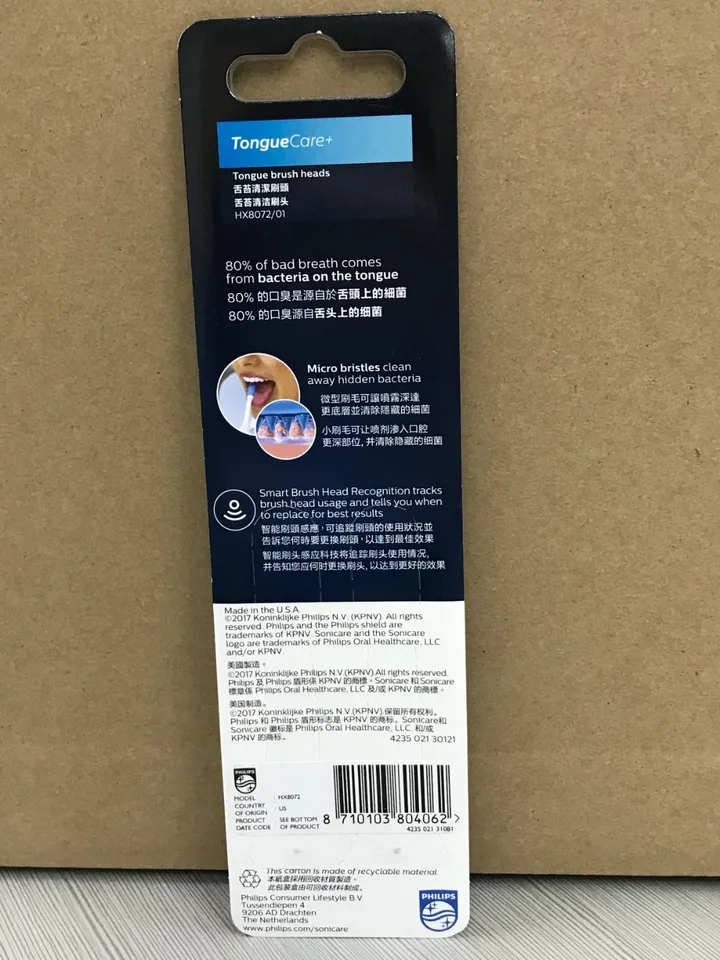 TongueCare+
Tongue brush heads
舌苔清潔刷頭
舌苔清洁刷头
HX8072/01
80% of bad breath comes
from bacteria on the tongue
80% 的口臭是源自於舌頭上的細菌
80% 的口臭源自舌头上的细菌
Micro bristles clean
away hidden bacteria
微型刷毛可讓噴霧深達
更底層並清除隱藏的細菌
小刷毛可让喷剂渗入口腔
更深部位, 并清除隐藏的细菌
Smart Brush Head Recognition tracks
brush head usage and tells you when
to replace for best results
智能刷頭感應，可追蹤刷頭的使用狀況並
告訴您何時要更換刷頭，以達到最佳效果
智能刷头感应科技将追踪刷头使用情况,
并告知您应何时更换刷头, 以达到更好的效果
Made in the U.S.A.
©2017 Koninklijke Philips N.V. (KPNV). All rights
reserved. Philips and the Philips shield are
trademarks of KPNV. Sonicare and the Sonicare
logo are trademarks of Philips Oral Healthcare, LLC
and/or KPNV.
美國製造。
©2017 Koninklijke Philips N.V.(KPNV).All rights reserved.
Philips 及 Philips 盾形係 KPNV 的商標。Sonicare 和 Sonicare
標章係 Philips Oral Healthcare, LLC 及/或 KPNV 的商標。
美国制造。
©2017 Koninklijke Philips N.V.(KPNV).保留所有权利。
Philips 和 Philips 盾形标志是 KPNV 的商标。Sonicare和
Sonicare 徽标是 Philips Oral Healthcare, LLC. 和/或
KPNV 的商标。
4235 021 30121
PHILIPS
MODEL : HX8072
COUNTRY OF ORIGIN : US
PRODUCT DATE CODE SEE BOTTOM OF PRODUCT
8 710103 804062 >
4235 021 31081
This carton is made of recyclable material.
本紙盒採用回收材質製造。
此包装盒由可回收材料制成。
Philips Consumer Lifestyle B.V.
Tussendiepen 4
9206 AD Drachten
The Netherlands
www.philips.com/sonicare
PHILIPS